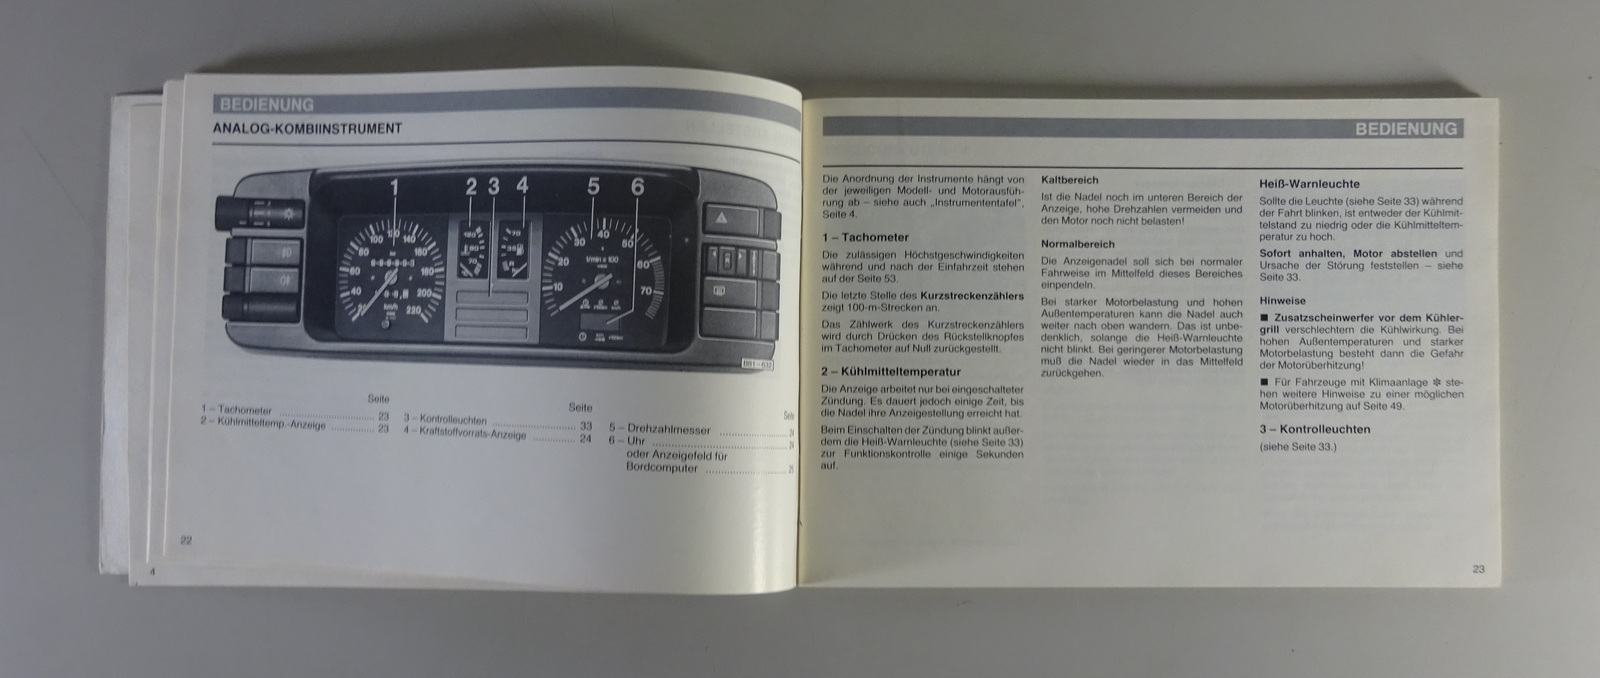 BEDIENUNG
ANALOG-KOMBIINSTRUMENT
1 2 3 4 5 6
B81-632
Seite
1 – Tachometer 23
2 – Kühlmitteltemp.-Anzeige 23
Seite
3 – Kontrolleuchten 33
4 – Kraftstoffvorrats-Anzeige 24
Seite
5 – Drehzahlmesser 24
6 – Uhr
oder Anzeigefeld für
Bordcomputer
22
4
BEDIENUNG
Die Anordnung der Instrumente hängt von
der jeweiligen Modell- und Motorausfüh-
rung ab – siehe auch „Instrumententafel",
Seite 4.
1 – Tachometer
Die zulässigen Höchstgeschwindigkeiten
während und nach der Einfahrzeit stehen
auf der Seite 53.
Die letzte Stelle des Kurzstreckenzählers
zeigt 100-m-Strecken an.
Das Zählwerk des Kurzstreckenzählers
wird durch Drücken des Rückstellknopfes
im Tachometer auf Null zurückgestellt.
2 – Kühlmitteltemperatur
Die Anzeige arbeitet nur bei eingeschalteter
Zündung. Es dauert jedoch einige Zeit, bis
die Nadel ihre Anzeigestellung erreicht hat.
Beim Einschalten der Zündung blinkt außer-
dem die Heiß-Warnleuchte (siehe Seite 33)
zur Funktionskontrolle einige Sekunden
auf.
Kaltbereich
Ist die Nadel noch im unteren Bereich der
Anzeige, hohe Drehzahlen vermeiden und
den Motor noch nicht belasten!
Normalbereich
Die Anzeigenadel soll sich bei normaler
Fahrweise im Mittelfeld dieses Bereiches
einpendeln.
Bei starker Motorbelastung und hohen
Außentemperaturen kann die Nadel auch
weiter nach oben wandern. Das ist unbe-
denklich, solange die Heiß-Warnleuchte
nicht blinkt. Bei geringerer Motorbelastung
muß die Nadel wieder in das Mittelfeld
zurückgehen.
Heiß-Warnleuchte
Sollte die Leuchte (siehe Seite 33) während
der Fahrt blinken, ist entweder der Kühlmit-
telstand zu niedrig oder die Kühlmitteltem-
peratur zu hoch.
Sofort anhalten, Motor abstellen und
Ursache der Störung feststellen – siehe
Seite 33.
Hinweise
■ Zusatzscheinwerfer vor dem Kühler-
grill verschlechtern die Kühlwirkung. Bei
hohen Außentemperaturen und starker
Motorbelastung besteht dann die Gefahr
der Motorüberhitzung!
■ Für Fahrzeuge mit Klimaanlage ✻ ste-
hen weitere Hinweise zu einer möglichen
Motorüberhitzung auf Seite 49.
3 – Kontrolleuchten
(siehe Seite 33.)
23